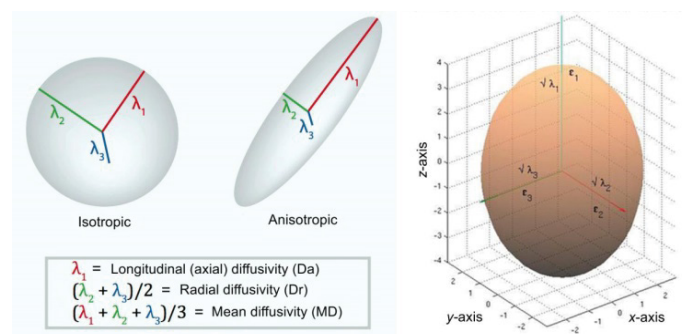 λ₂
λ₁
λ₃
Isotropic
λ₂
λ₁
λ₃
Anisotropic
λ₁ = Longitudinal (axial) diffusivity (Da)
(λ₂ + λ₃)/2 = Radial diffusivity (Dr)
(λ₁ + λ₂ + λ₃)/3 = Mean diffusivity (MD)
z-axis
4
3
2
1
0
-1
-2
-3
-4
ε₁
√λ₁
√λ₃
ε₃
√λ₂
ε₂
2
1
0
-1
-2
y-axis
-2
-1
0
1
2
x-axis